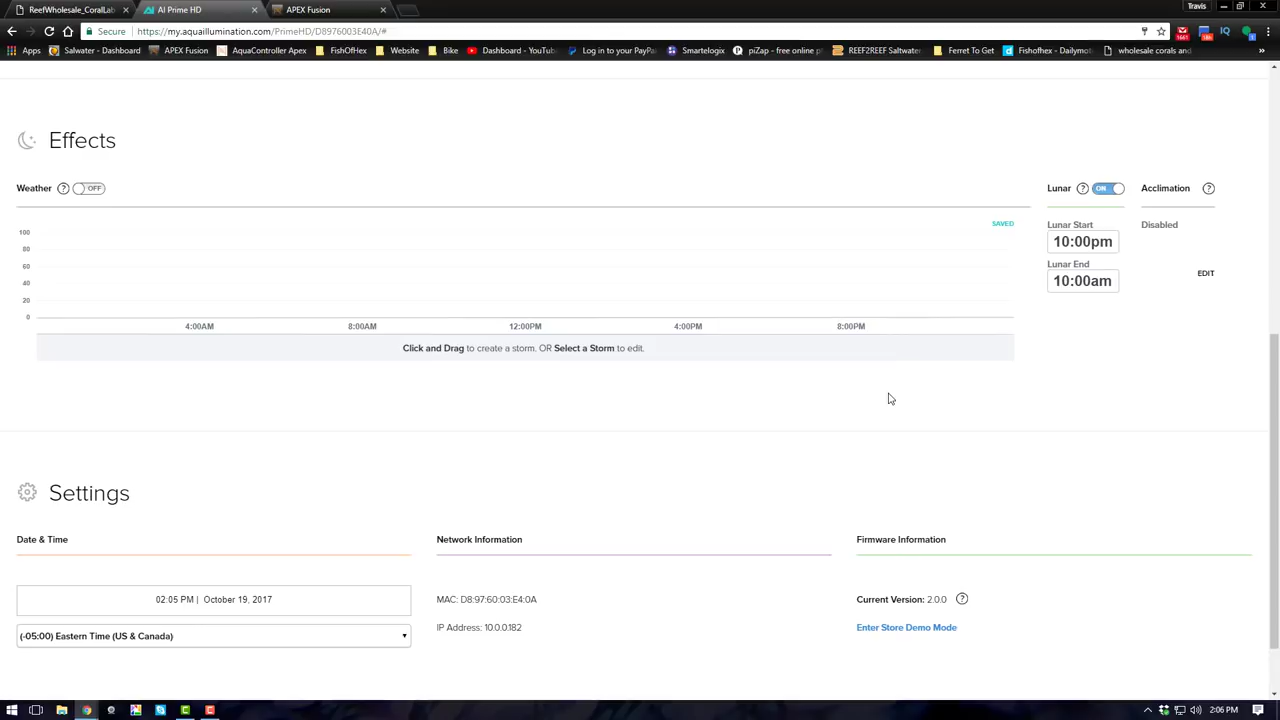 ReefWholesale_CoralLab
AI Prime HD
APEX Fusion
Travis
Secure
https://my.aquaillumination.com/PrimeHD/D8976003E40A/#
Apps
Salwater - Dashboard
APEX Fusion
AquaController Apex
FishOfHex
Website
Bike
Dashboard - YouTube
Log in to your PayPa
Smartelogix
piZap - free online p
REEF2REEF Saltwater
Ferret To Get
Fishofhex - Dailymoti
wholesale corals and
»
Effects
Weather ? OFF
Lunar ? ON
Acclimation ?
SAVED
Lunar Start
10:00pm
Lunar End
10:00am
Disabled
EDIT
100
80
60
40
20
0
4:00AM 8:00AM 12:00PM 4:00PM 8:00PM
Click and Drag to create a storm. OR Select a Storm to edit.
Settings
Date & Time
Network Information
Firmware Information
02:05 PM | October 19, 2017
MAC: D8:97:60:03:E4:0A
Current Version: 2.0.0 ?
(-05:00) Eastern Time (US & Canada)
IP Address: 10.0.0.182
Enter Store Demo Mode
2:06 PM